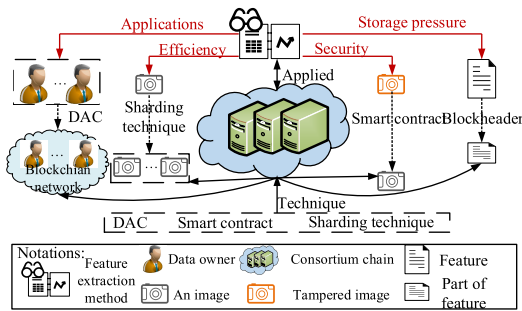 Applications
Storage pressure
Efficiency
Security
Applied
DAC
Sharding
technique
Smart contract
Blockheader
Blockchian
network
Technique
DAC Smart contract Sharding technique
Notations:
Feature
extraction
method
Data owner
Consortium chain
Feature
An image
Tampered image
Part of
feature